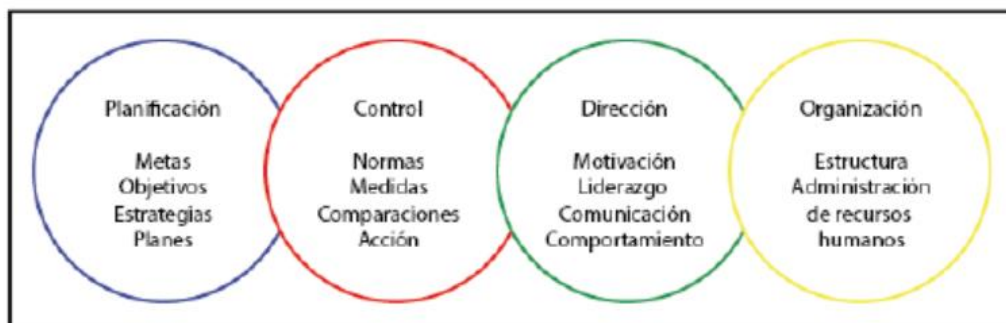 Planificación
Metas
Objetivos
Estrategias
Planes
Control
Normas
Medidas
Comparaciones
Acción
Dirección
Motivación
Liderazgo
Comunicación
Comportamiento
Organización
Estructura
Administración
de recursos
humanos